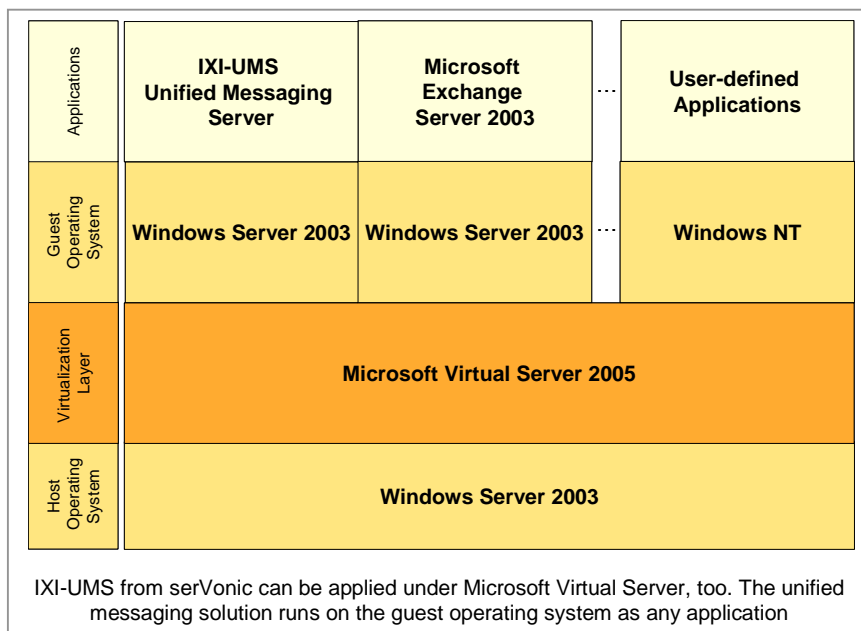 Applications
IXI-UMS
Unified Messaging
Server
Microsoft
Exchange
Server 2003
...
User-defined
Applications
Guest
Operating
System
Windows Server 2003
Windows Server 2003
...
Windows NT
Virtualization
Layer
Microsoft Virtual Server 2005
Host
Operating
System
Windows Server 2003
IXI-UMS from serVonic can be applied under Microsoft Virtual Server, too. The unified
messaging solution runs on the guest operating system as any application